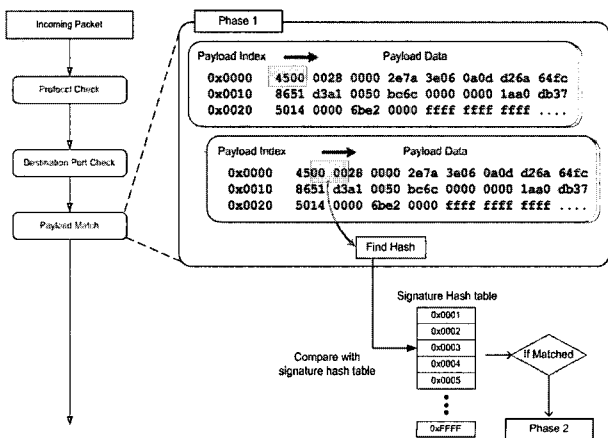 Incoming Packet
Protocol Check
Destination Port Check
Payload Match
Phase 1
Payload Index Payload Data
0x0000 4500 0028 0000 2e7a 3e06 0a0d d26a 64fc
0x0010 8651 d3a1 0050 bc6c 0000 0000 1aa0 db37
0x0020 5014 0000 6be2 0000 ffff ffff ffff ....
Payload Index Payload Data
0x0000 4500 0028 0000 2e7a 3e06 0a0d d26a 64fc
0x0010 8651 d3a1 0050 bc6c 0000 0000 1aa0 db37
0x0020 5014 0000 6be2 0000 ffff ffff ffff ....
Find Hash
Signature Hash table
0x0001
0x0002
0x0003
0x0004
0x0005
0xFFFF
Compare with
signature hash table
If Matched
Phase 2